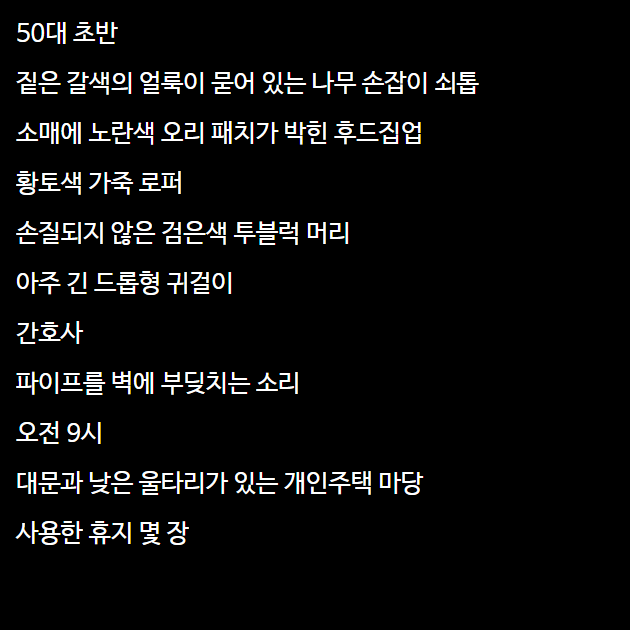 50대 초반
짙은 갈색의 얼룩이 묻어 있는 나무 손잡이 쇠톱
소매에 노란색 오리 패치가 박힌 후드집업
황토색 가죽 로퍼
손질되지 않은 검은색 투블럭 머리
아주 긴 드롭형 귀걸이
간호사
파이프를 벽에 부딪치는 소리
오전 9시
대문과 낮은 울타리가 있는 개인주택 마당
사용한 휴지 몇 장